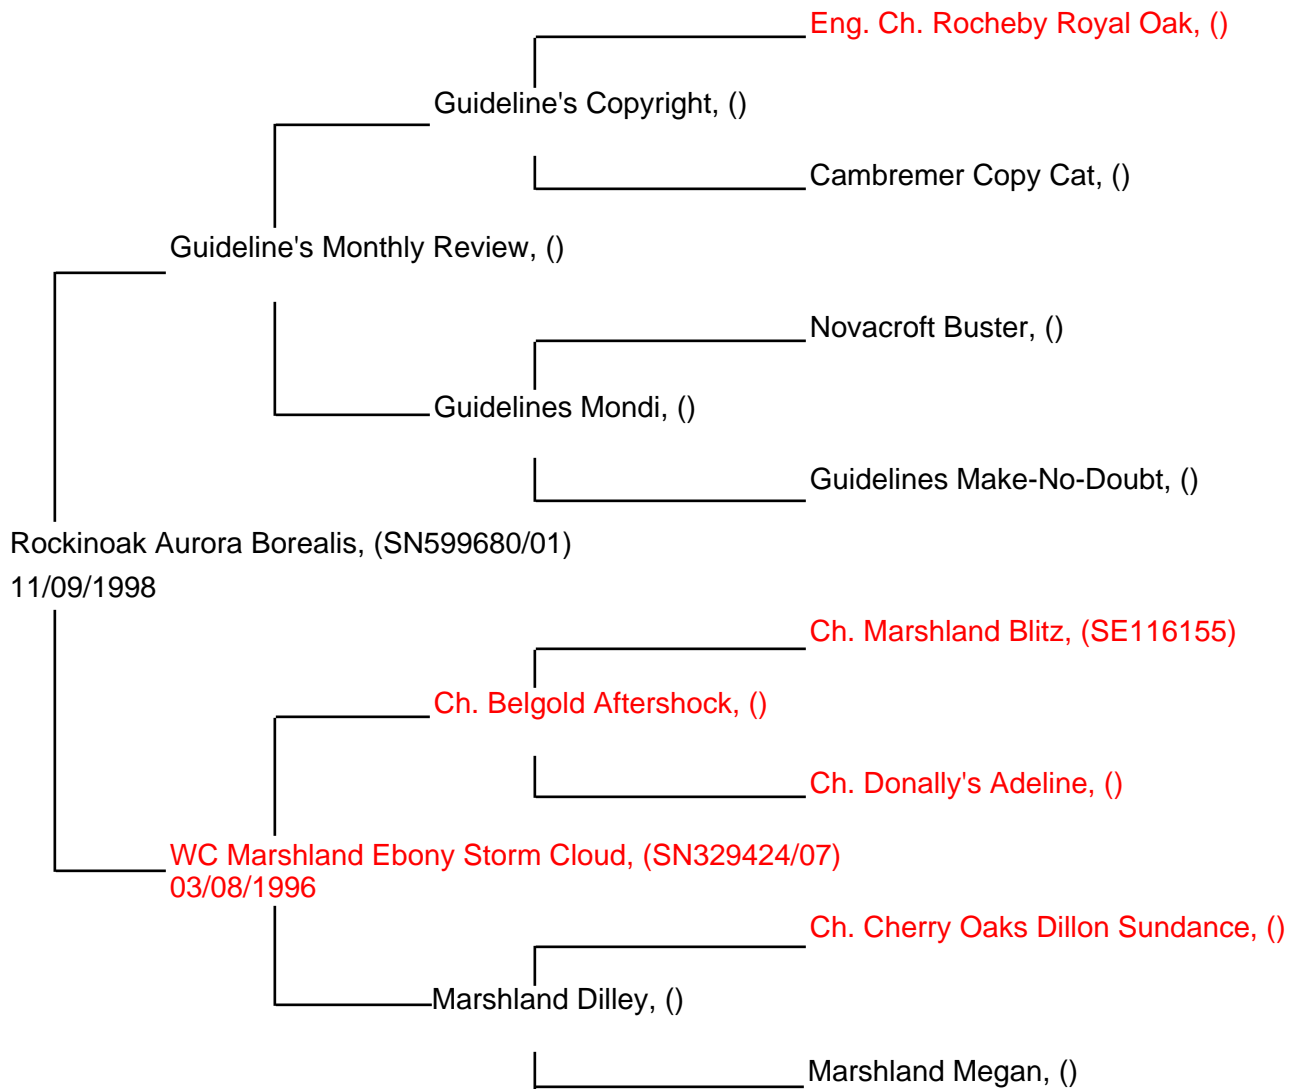 Eng. Ch. Rocheby Royal Oak, ()
Guideline's Copyright, ()
Cambremer Copy Cat, ()
Guideline's Monthly Review, ()
Novacroft Buster, ()
Guidelines Mondi, ()
Guidelines Make-No-Doubt, ()
Rockinoak Aurora Borealis, (SN599680/01)
11/09/1998
Ch. Marshland Blitz, (SE116155)
Ch. Belgold Aftershock, ()
Ch. Donally's Adeline, ()
WC Marshland Ebony Storm Cloud, (SN329424/07)
03/08/1996
Ch. Cherry Oaks Dillon Sundance, ()
Marshland Dilley, ()
Marshland Megan, ()